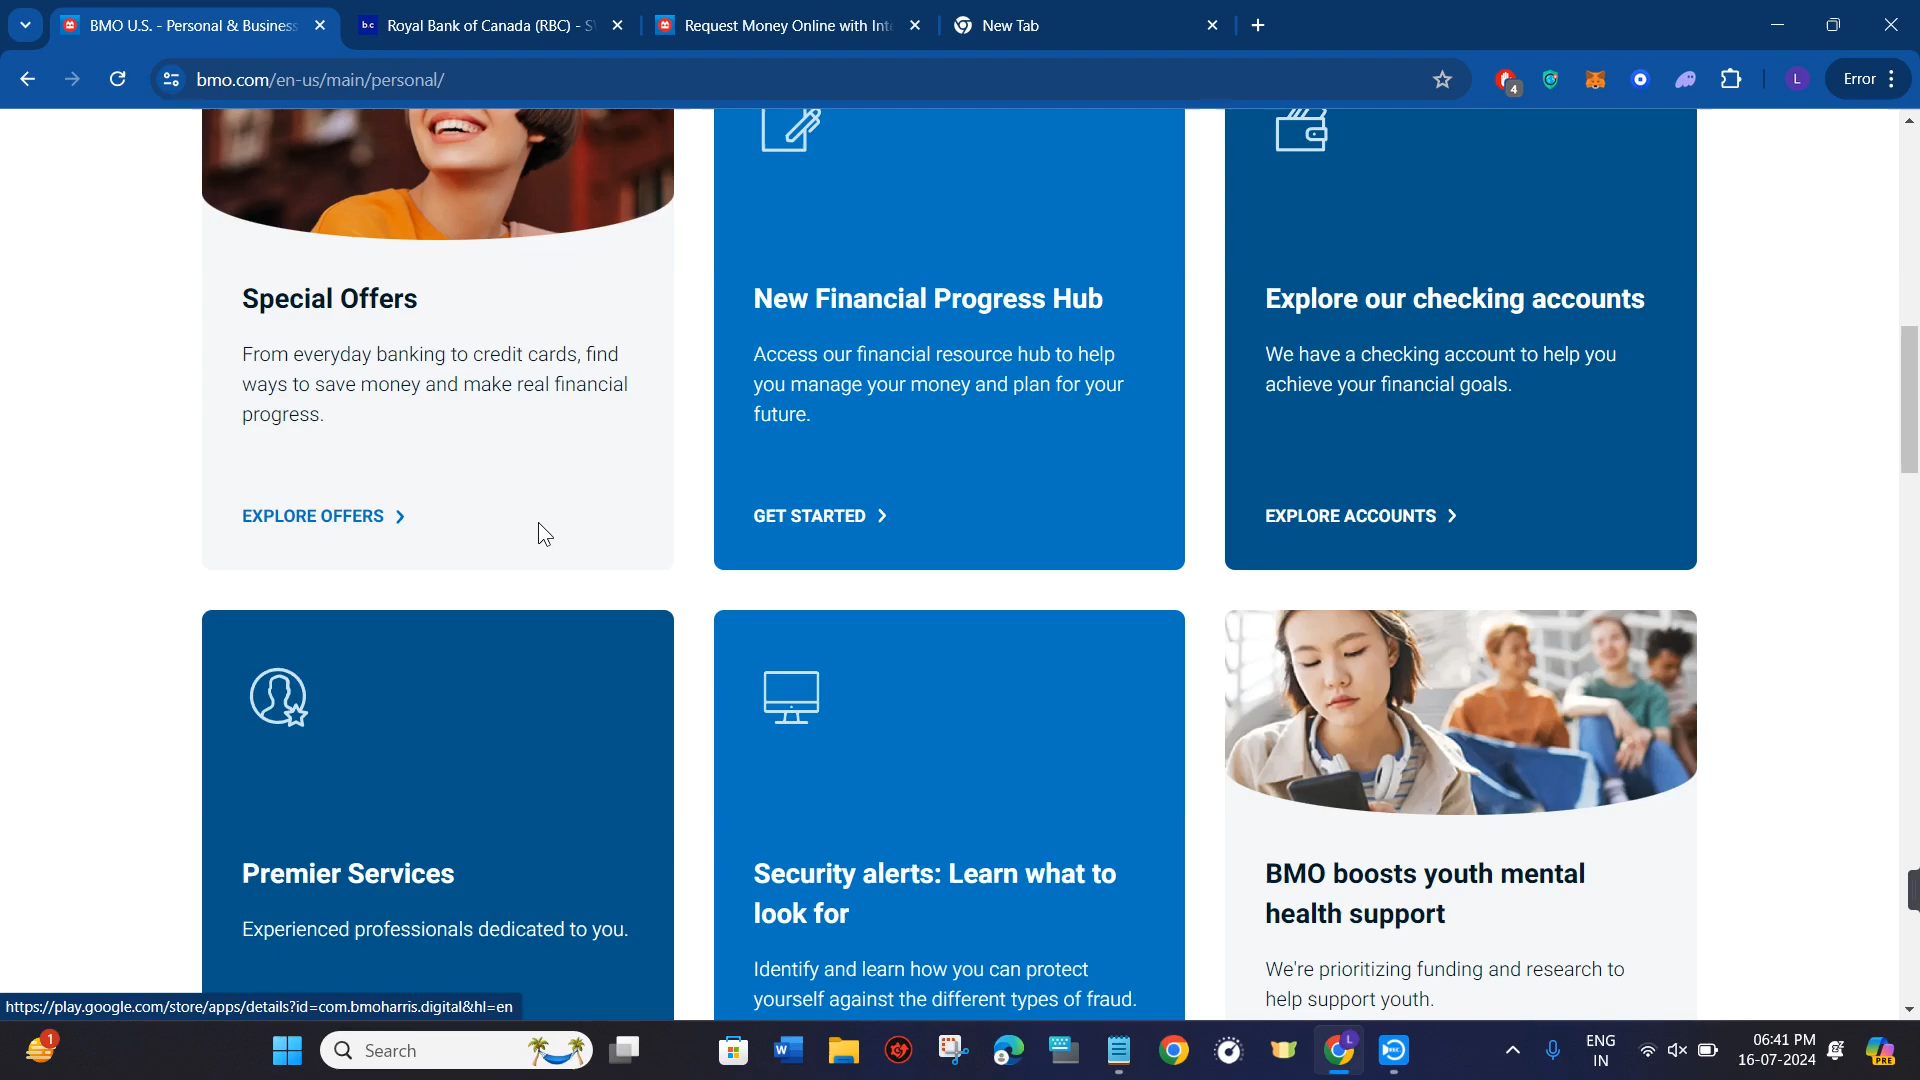 BMO U.S. - Personal & Business
Royal Bank of Canada (RBC) - S
Request Money Online with Int
New Tab
bmo.com/en-us/main/personal/
4
L
Error
Special Offers
From everyday banking to credit cards, find
ways to save money and make real financial
progress.
EXPLORE OFFERS
New Financial Progress Hub
Access our financial resource hub to help
you manage your money and plan for your
future.
GET STARTED
Explore our checking accounts
We have a checking account to help you
achieve your financial goals.
EXPLORE ACCOUNTS
Premier Services
Experienced professionals dedicated to you.
Security alerts: Learn what to
look for
Identify and learn how you can protect
yourself against the different types of fraud.
BMO boosts youth mental
health support
We're prioritizing funding and research to
help support youth.
https://play.google.com/store/apps/details?id=com.bmoharris.digital&hl=en
1
Search
L
ENG
IN
06:41 PM
16-07-2024
PRE